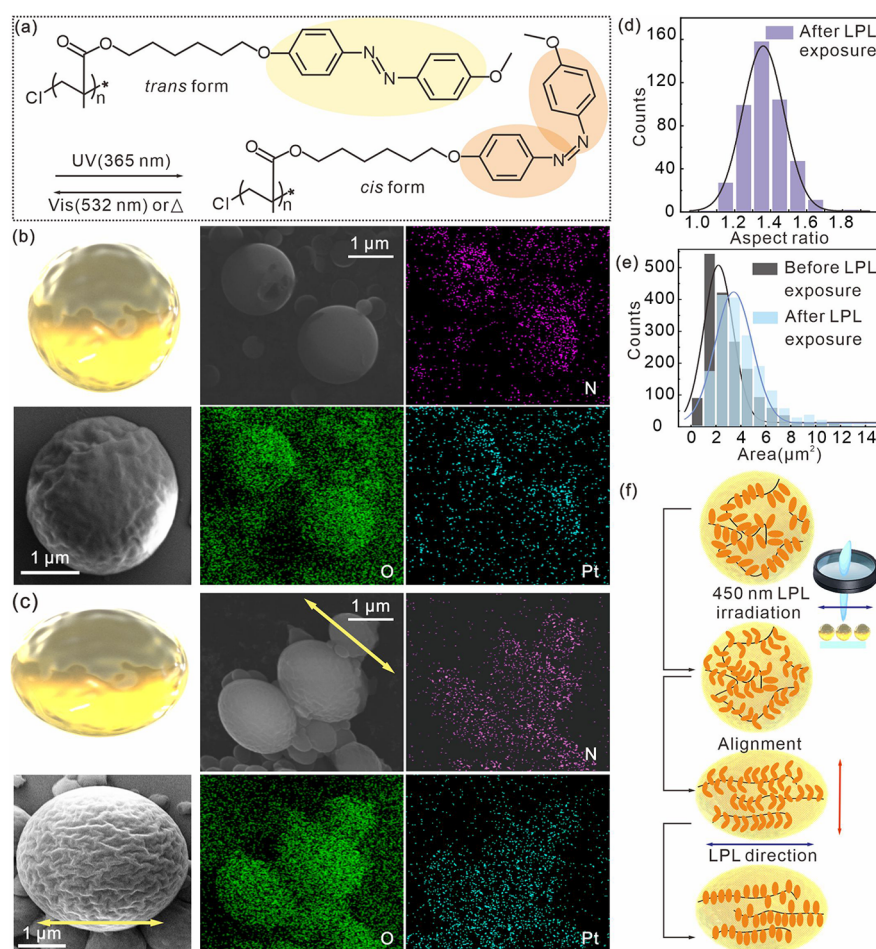 (a)
O
O
O
N
N
O
Cl
n
*
trans form
O
O
O
N
N
O
Cl
n
*
cis form
UV(365 nm)
Vis(532 nm) or△
(b)
1 µm
N
1 µm
O
Pt
(c)
1 µm
N
1 µm
O
Pt
(d)
After LPL
exposure
Counts
160
120
80
40
0
1.0 1.2 1.4 1.6 1.8
Aspect ratio
(e)
Before LPL
exposure
After LPL
exposure
Counts
500
400
300
200
100
0
0 2 4 6 8 10 12 14
Area(µm²)
(f)
450 nm LPL
irradiation
Alignment
LPL direction